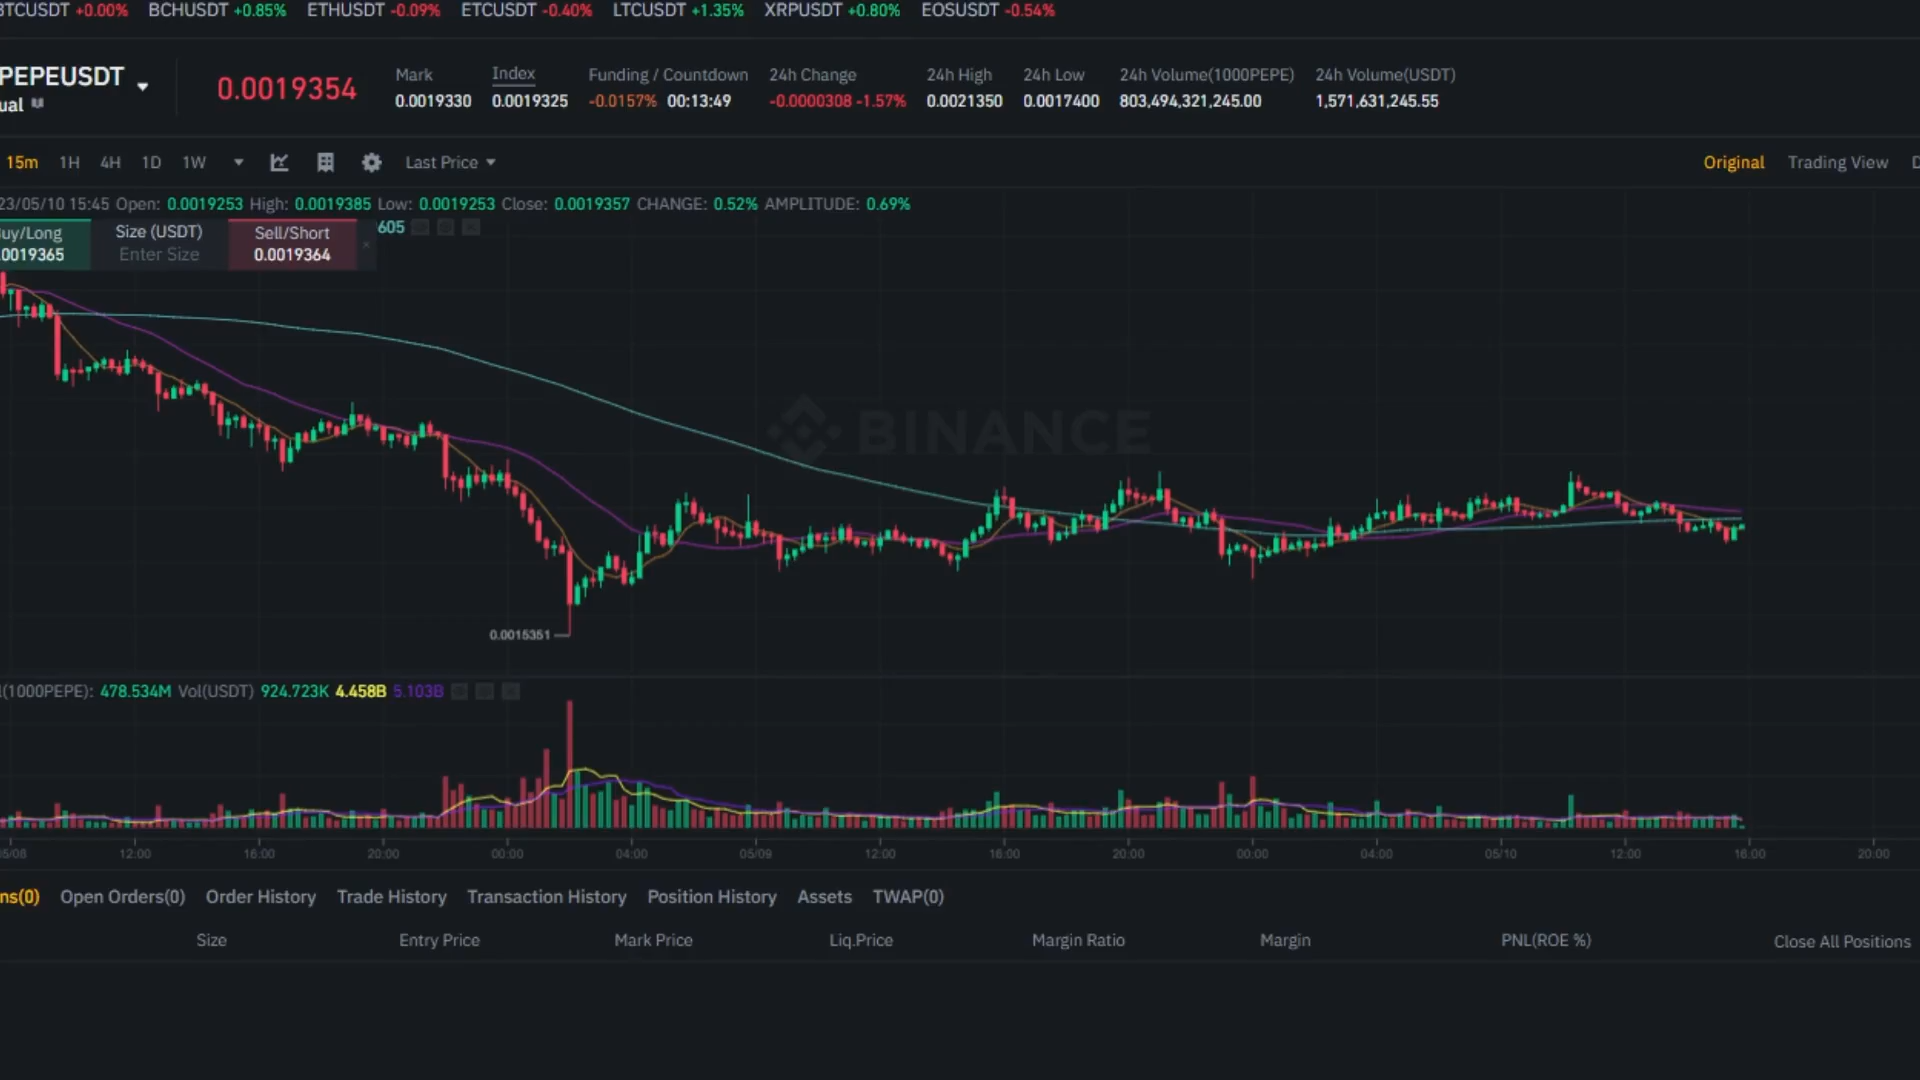 BTCUSDT +0.00% BCHUSDT +0.85% ETHUSDT -0.09% ETCUSDT -0.40% LTCUSDT +1.35% XRPUSDT +0.80% EOSUSDT -0.54%
PEPEUSDT
ual
0.0019354
Mark
0.0019330
Index
0.0019325
Funding / Countdown
-0.0157% 00:13:49
24h Change
-0.0000308 -1.57%
24h High
0.0021350
24h Low
0.0017400
24h Volume(1000PEPE)
803,494,321,245.00
24h Volume(USDT)
1,571,631,245.55
15m 1H 4H 1D 1W Last Price Original Trading View D
23/05/10 15:45 Open: 0.0019253 High: 0.0019385 Low: 0.0019253 Close: 0.0019357 CHANGE: 0.52% AMPLITUDE: 0.69%
uy/Long
.0019365
Size (USDT)
Enter Size
Sell/Short
0.0019364
605
BINANCE
0.0015351
l(1000PEPE): 478.534M Vol(USDT) 924.723K 4.458B 5.103B
05/08 12:00 16:00 20:00 00:00 04:00 05/09 12:00 16:00 20:00 00:00 04:00 05/10 12:00 16:00 20:00
ns(0) Open Orders(0) Order History Trade History Transaction History Position History Assets TWAP(0)
Size Entry Price Mark Price Liq.Price Margin Ratio Margin PNL(ROE %) Close All Positions